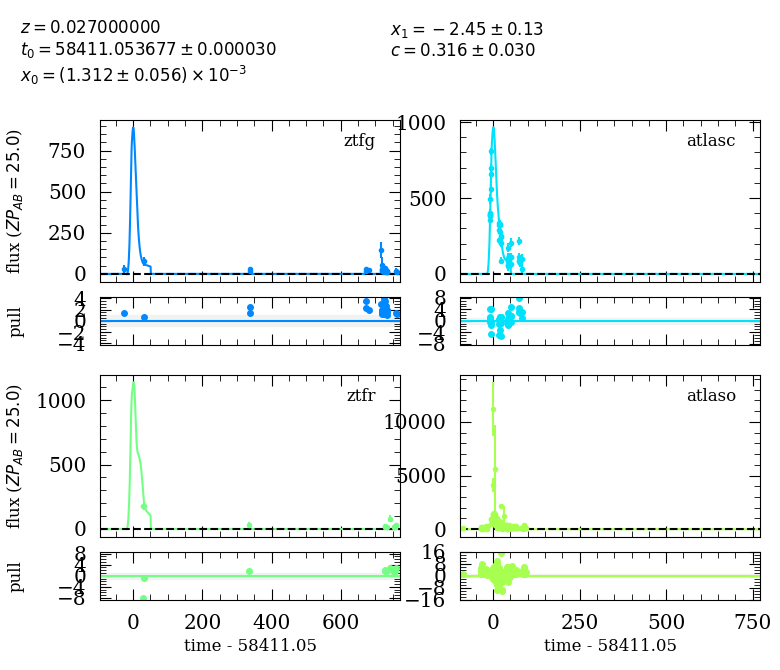 z = 0.027000000
t0 = 58411.053677 ± 0.000030
x0 = (1.312 ± 0.056) × 10^−3
x1 = −2.45 ± 0.13
c = 0.316 ± 0.030
flux (ZP_AB = 25.0)
ztfg
750
500
250
0
atlasc
1000
500
0
pull
4
2
0
−2
−4
8
4
0
−4
−8
flux (ZP_AB = 25.0)
ztfr
1000
500
0
atlaso
10000
5000
0
pull
8
4
0
−4
−8
16
8
0
−8
−16
0 200 400 600
0 250 500 750
time - 58411.05
time - 58411.05